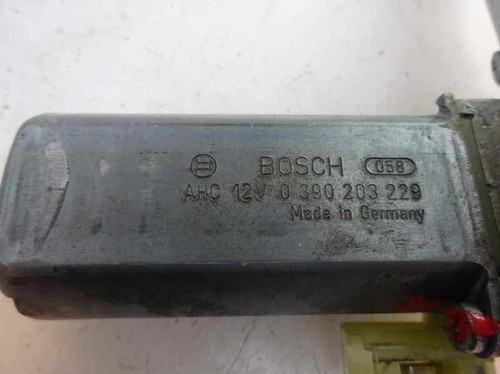 BOSCH 058
AHC 12V 0 390 203 229
Made in Germany